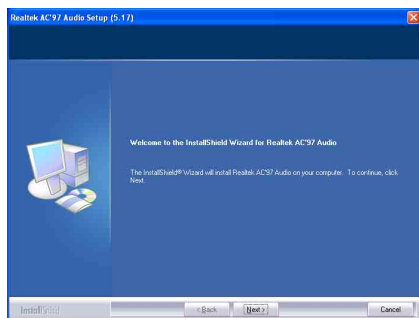 Realtek AC'97 Audio Setup (5.17)
Welcome to the InstallShield Wizard for Realtek AC'97 Audio
The InstallShield® Wizard will install Realtek AC'97 Audio on your computer. To continue, click
Next.
InstallShield
< Back
Next >
Cancel